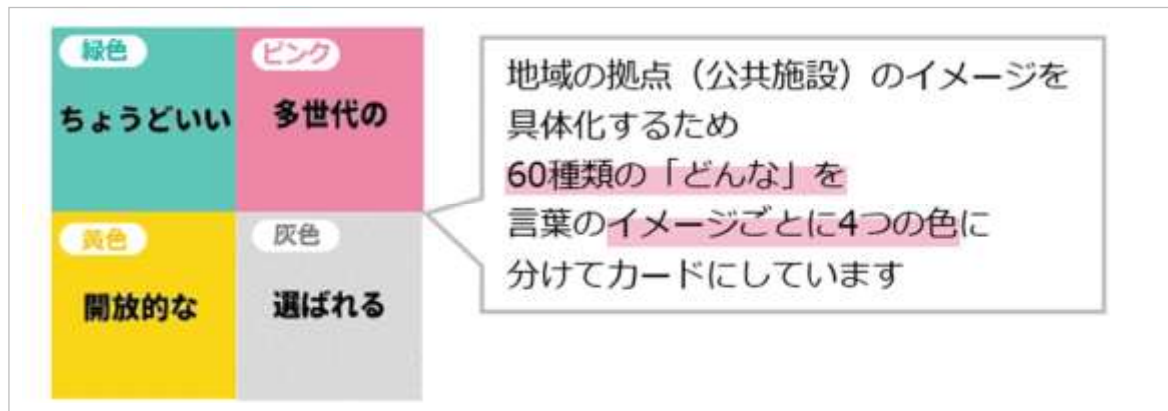 緑色
ピンク
ちょうどいい
多世代の
黄色
灰色
開放的な
選ばれる
地域の拠点（公共施設）のイメージを
具体化するため
60種類の「どんな」を
言葉のイメージごとに4つの色に
分けてカードにしています